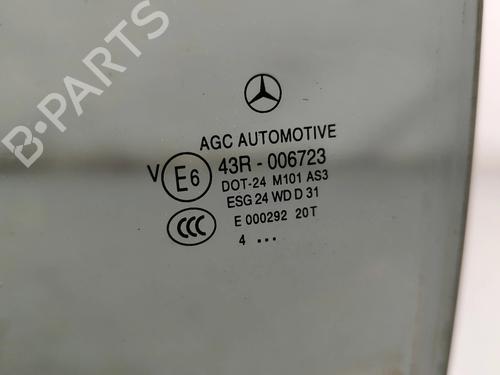 B-PARTS
AGC AUTOMOTIVE
V E6 43R - 006723
DOT-24 M101 AS3
ESG 24 WD D 31
CCC E 000292 20T
4 ...